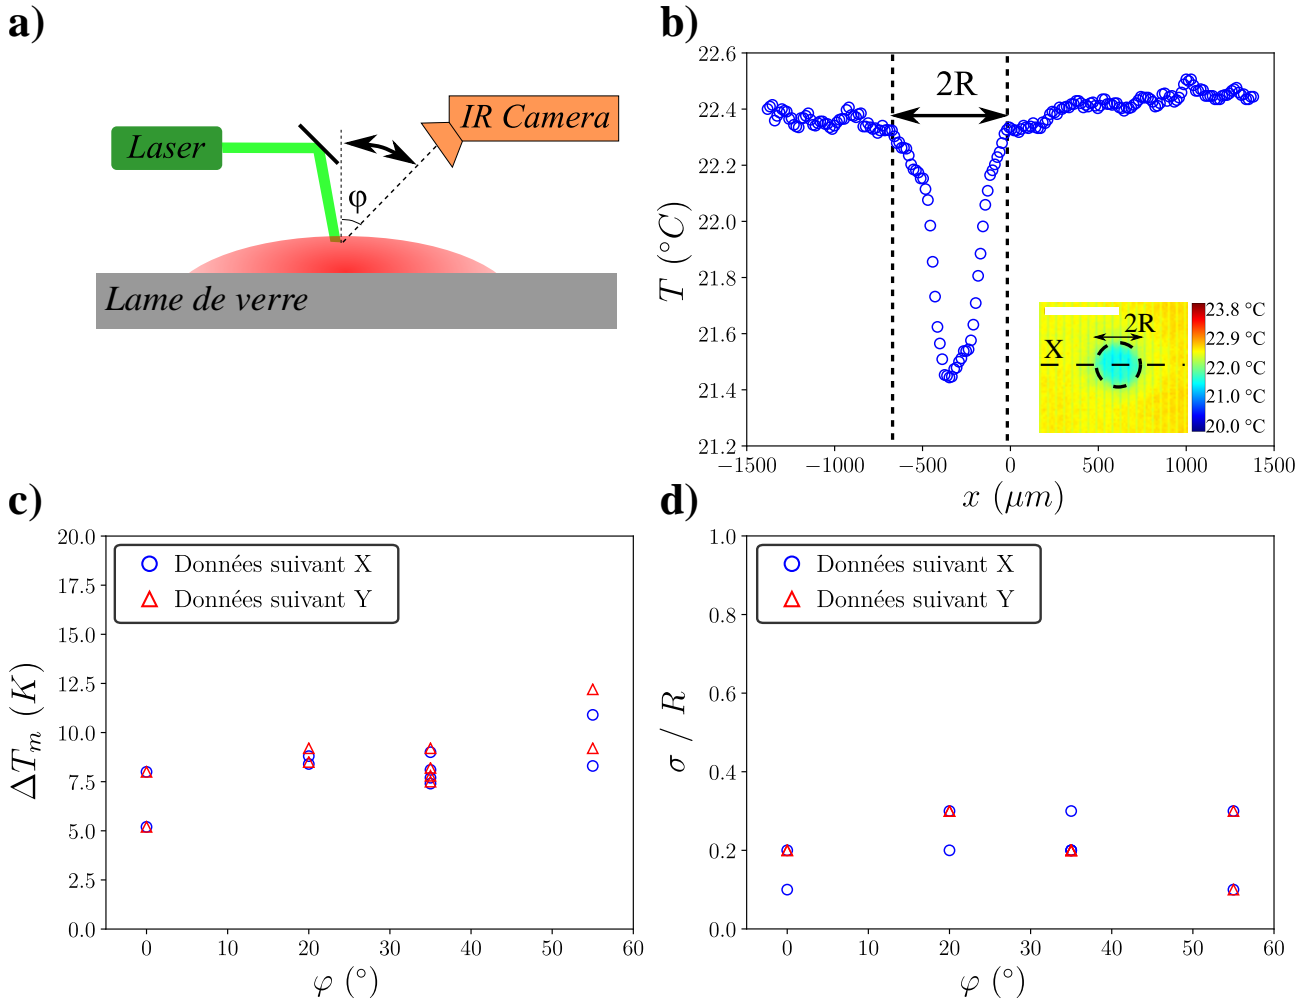 a)
Laser
IR Camera
φ
Lame de verre
b)
22.6
22.4
22.2
22.0
21.8
21.6
21.4
21.2
T (°C)
2R
−1500
−1000
−500
0
500
1000
1500
x (μm)
X
2R
23.8 °C
22.9 °C
22.0 °C
21.0 °C
20.0 °C
c)
20.0
17.5
15.0
12.5
10.0
7.5
5.0
2.5
0.0
ΔTm (K)
Données suivant X
Données suivant Y
0
10
20
30
40
50
60
φ (°)
d)
1.0
0.8
0.6
0.4
0.2
0.0
σ / R
Données suivant X
Données suivant Y
0
10
20
30
40
50
60
φ (°)